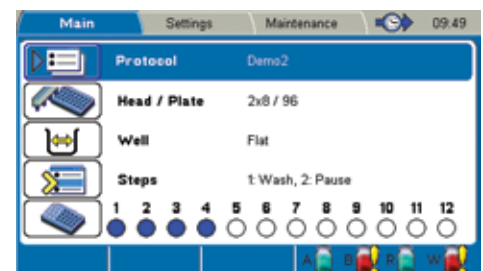 Main Settings Maintenance 09:49
Protocol Demo2
Head / Plate 2x8 / 96
Well Flat
Steps 1: Wash, 2: Pause
1 2 3 4 5 6 7 8 9 10 11 12
A B R W